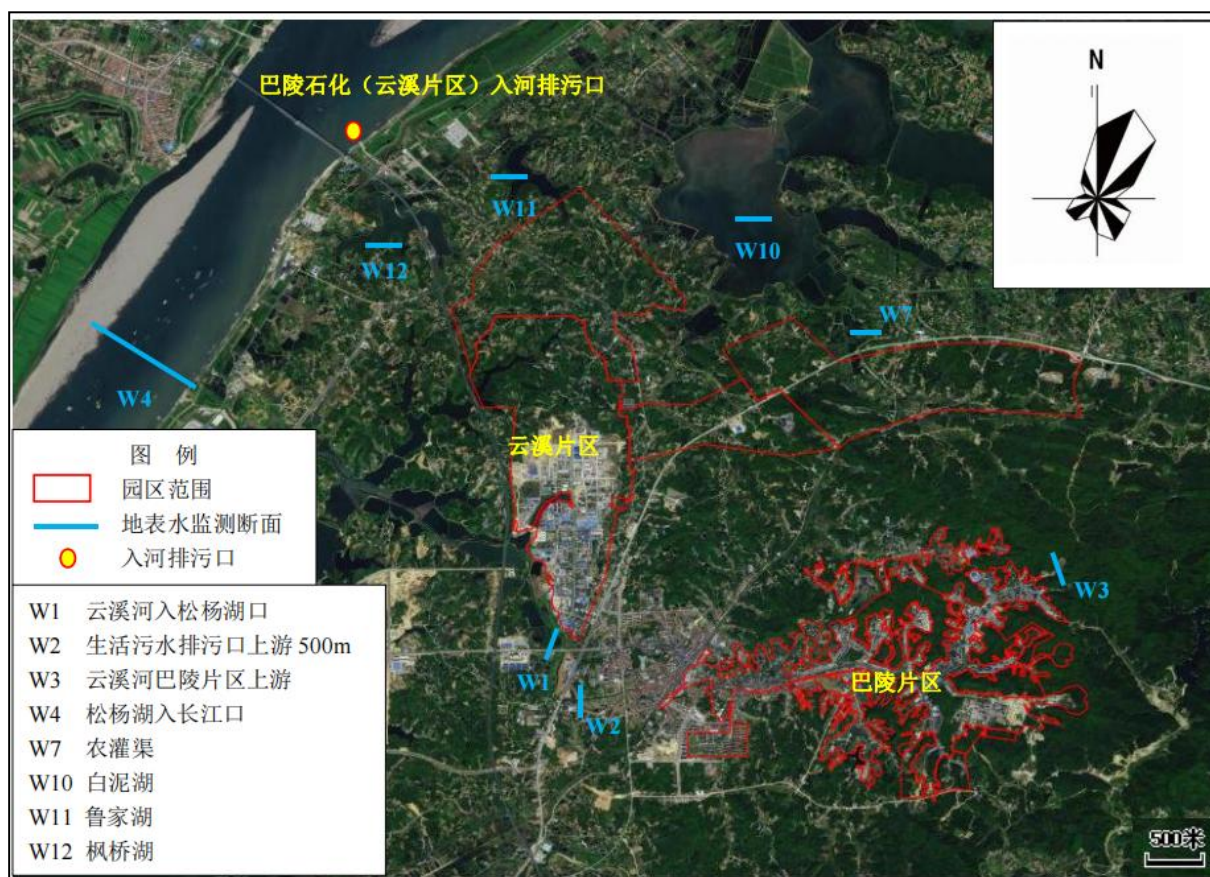 巴陵石化（云溪片区）入河排污口
N
W11
W12
W10
W7
W4
云溪片区
图 例
园区范围
地表水监测断面
入河排污口
W3
巴陵片区
W1
W2
W1 云溪河入松杨湖口
W2 生活污水排污口上游 500m
W3 云溪河巴陵片区上游
W4 松杨湖入长江口
W7 农灌渠
W10 白泥湖
W11 鲁家湖
W12 枫桥湖
500米